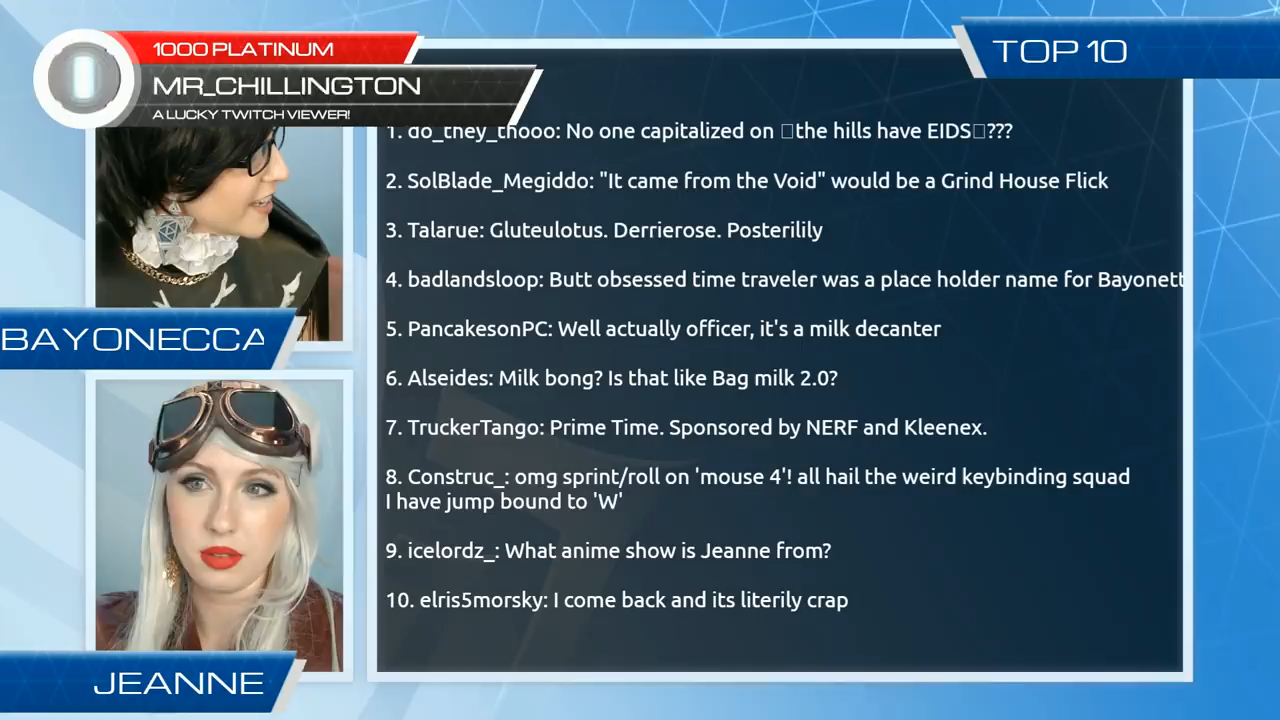 1000 PLATINUM
MR_CHILLINGTON
A LUCKY TWITCH VIEWER!
TOP 10
1. do_they_thooo: No one capitalized on □the hills have EIDS□???
2. SolBlade_Megiddo: "It came from the Void" would be a Grind House Flick
3. Talarue: Gluteulotus. Derrierose. Posterilily
4. badlandsloop: Butt obsessed time traveler was a place holder name for Bayonett
5. PancakesonPC: Well actually officer, it's a milk decanter
6. Alseides: Milk bong? Is that like Bag milk 2.0?
7. TruckerTango: Prime Time. Sponsored by NERF and Kleenex.
8. Construc_: omg sprint/roll on 'mouse 4'! all hail the weird keybinding squad
I have jump bound to 'W'
9. icelordz_: What anime show is Jeanne from?
10. elris5morsky: I come back and its literily crap
BAYONECCA
JEANNE